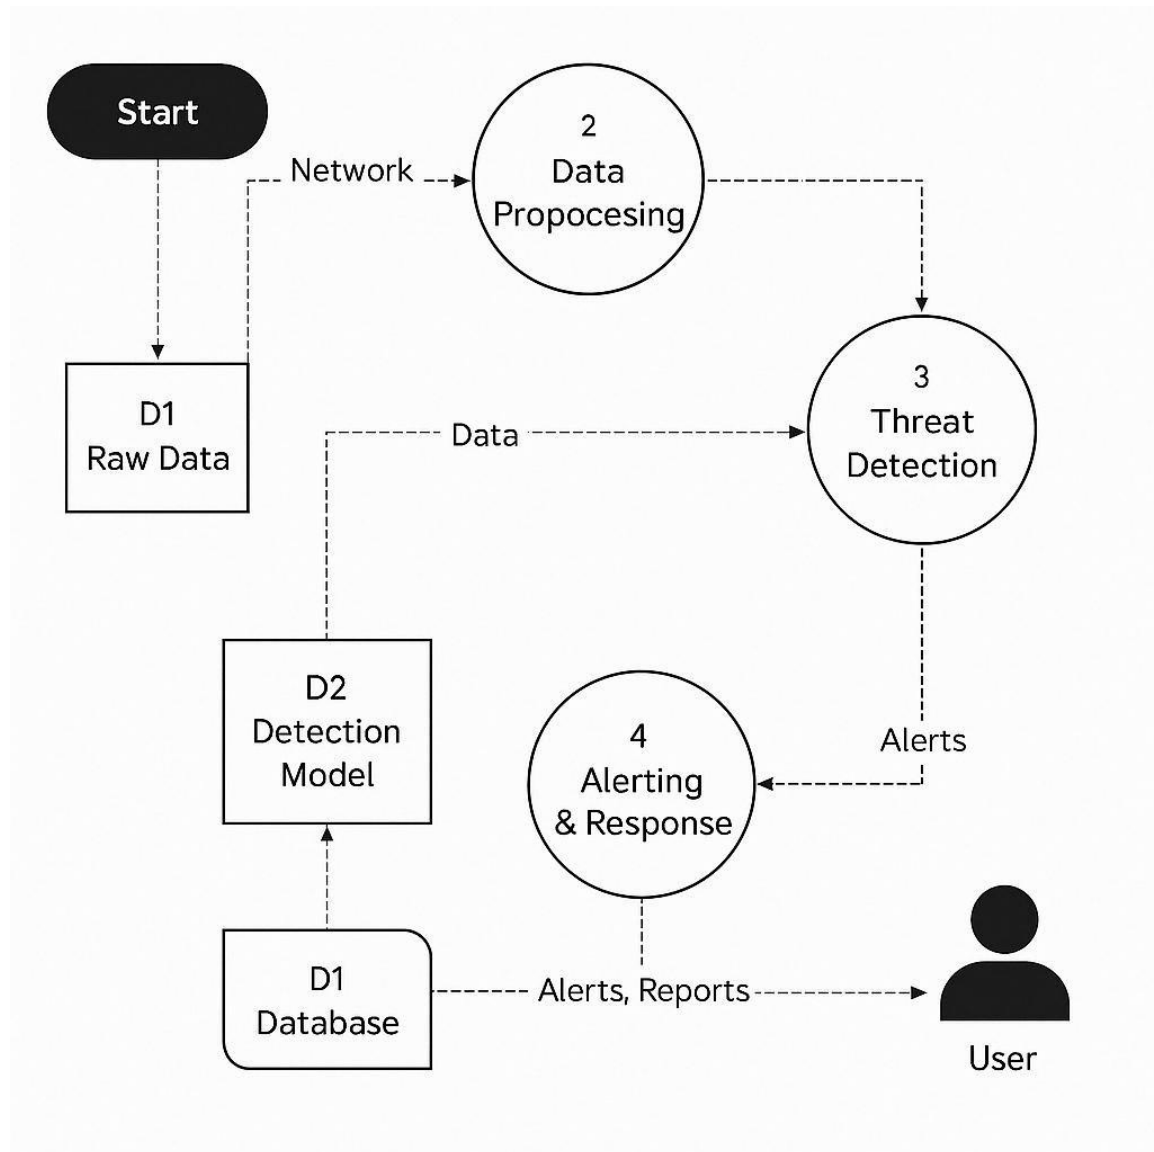 Start
Network
2
Data
Propocesing
3
Threat
Detection
D1
Raw Data
Data
D2
Detection
Model
4
Alerting
& Response
Alerts
D1
Database
Alerts, Reports
User